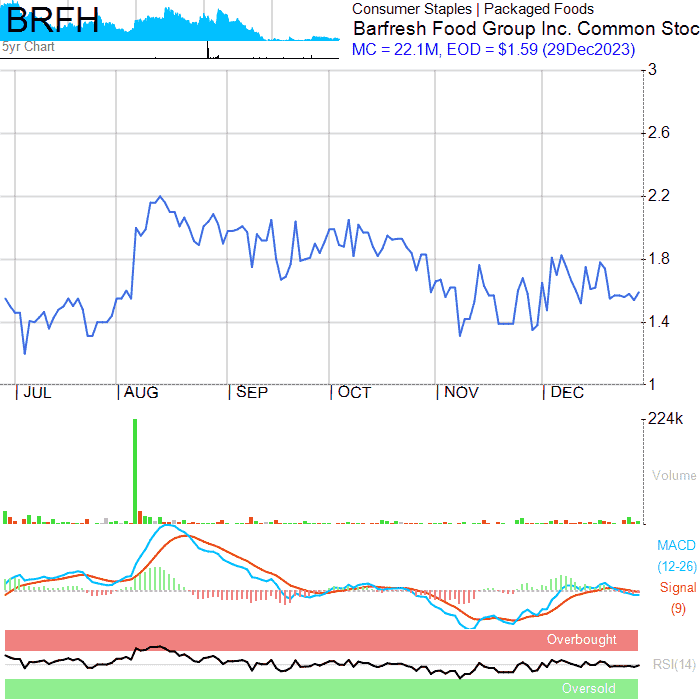 BRFH
5yr Chart
Consumer Staples | Packaged Foods
Barfresh Food Group Inc. Common Stoc
MC = 22.1M, EOD = $1.59 (29Dec2023)
3
2.6
2.2
1.8
1.4
1
JUL AUG SEP OCT NOV DEC
224k
Volume
MACD
(12-26)
Signal
(9)
Overbought
RSI(14)
Oversold